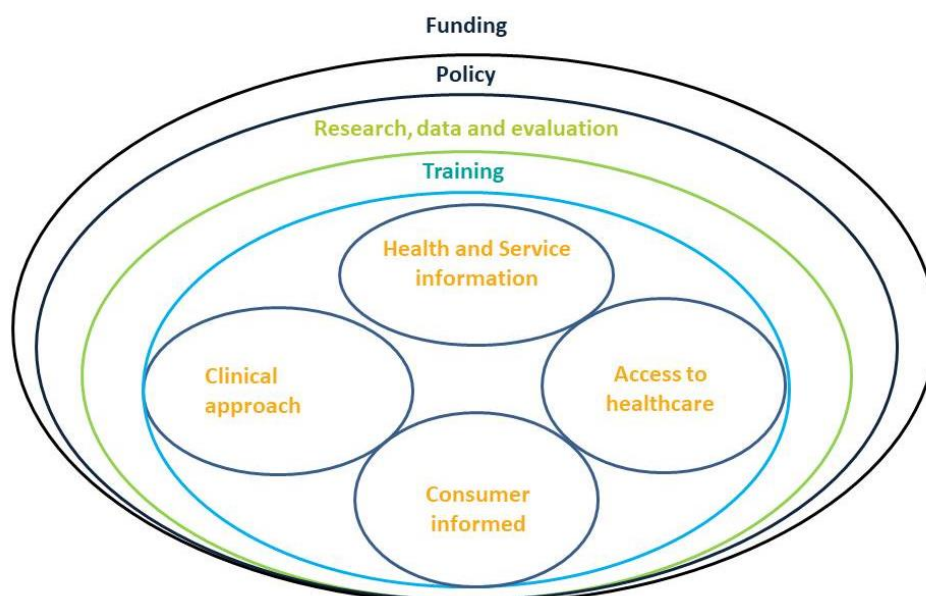 Funding
Policy
Research, data and evaluation
Training
Health and Service
information
Clinical
approach
Access to
healthcare
Consumer
informed